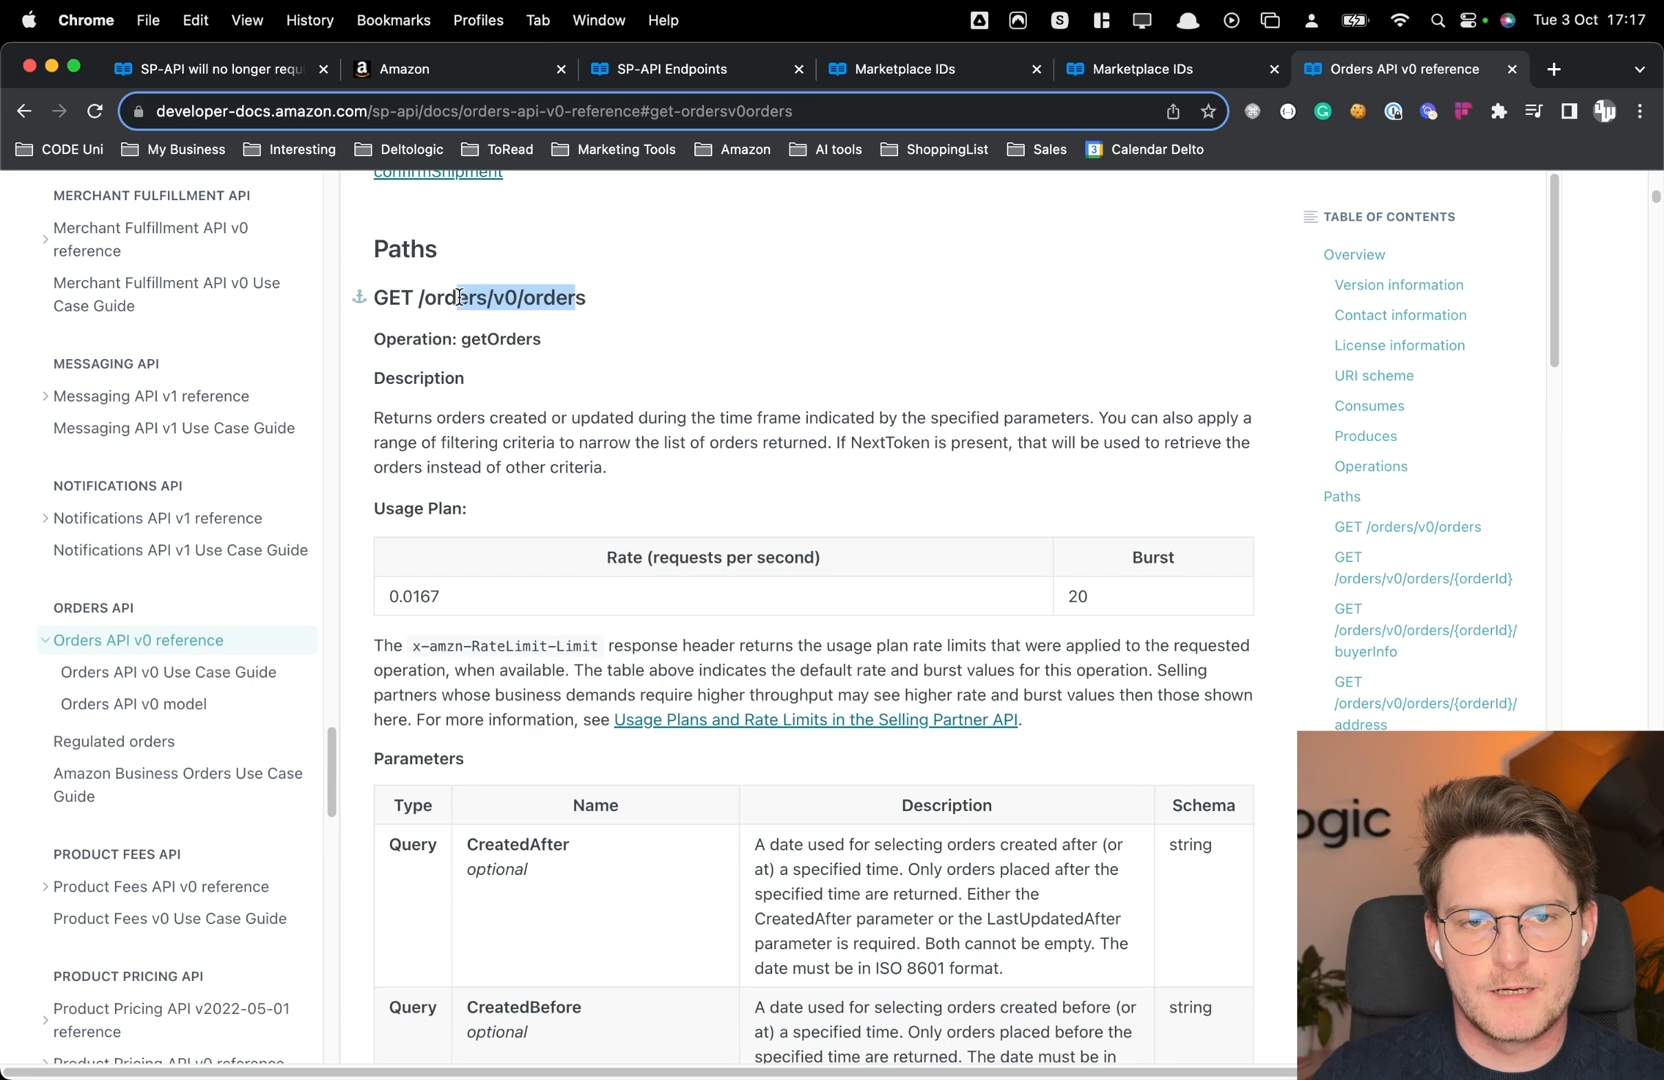 Chrome File Edit View History Bookmarks Profiles Tab Window Help Tue 3 Oct 17:17
SP-API will no longer requ
Amazon
SP-API Endpoints
Marketplace IDs
Marketplace IDs
Orders API v0 reference
developer-docs.amazon.com/sp-api/docs/orders-api-v0-reference#get-ordersv0orders
CODE Uni My Business Interesting Deltologic ToRead Marketing Tools Amazon AI tools ShoppingList Sales 3 Calendar Delto
MERCHANT FULFILLMENT API
Merchant Fulfillment API v0
reference
Merchant Fulfillment API v0 Use
Case Guide
MESSAGING API
Messaging API v1 reference
Messaging API v1 Use Case Guide
NOTIFICATIONS API
Notifications API v1 reference
Notifications API v1 Use Case Guide
ORDERS API
Orders API v0 reference
Orders API v0 Use Case Guide
Orders API v0 model
Regulated orders
Amazon Business Orders Use Case
Guide
PRODUCT FEES API
Product Fees API v0 reference
Product Fees v0 Use Case Guide
PRODUCT PRICING API
Product Pricing API v2022-05-01
reference
Product Pricing API v0 reference
confirmShipment
Paths
GET /orders/v0/orders
Operation: getOrders
Description
Returns orders created or updated during the time frame indicated by the specified parameters. You can also apply a
range of filtering criteria to narrow the list of orders returned. If NextToken is present, that will be used to retrieve the
orders instead of other criteria.
Usage Plan:
Rate (requests per second) Burst
0.0167 20
The x-amzn-RateLimit-Limit response header returns the usage plan rate limits that were applied to the requested
operation, when available. The table above indicates the default rate and burst values for this operation. Selling
partners whose business demands require higher throughput may see higher rate and burst values then those shown
here. For more information, see Usage Plans and Rate Limits in the Selling Partner API.
Parameters
Type Name Description Schema
Query CreatedAfter A date used for selecting orders created after (or string
optional at) a specified time. Only orders placed after the
specified time are returned. Either the
CreatedAfter parameter or the LastUpdatedAfter
parameter is required. Both cannot be empty. The
date must be in ISO 8601 format.
Query CreatedBefore A date used for selecting orders created before (or string
optional at) a specified time. Only orders placed before the
specified time are returned. The date must be in
TABLE OF CONTENTS
Overview
Version information
Contact information
License information
URI scheme
Consumes
Produces
Operations
Paths
GET /orders/v0/orders
GET
/orders/v0/orders/{orderId}
GET
/orders/v0/orders/{orderId}/
buyerInfo
GET
/orders/v0/orders/{orderId}/
address
ogic